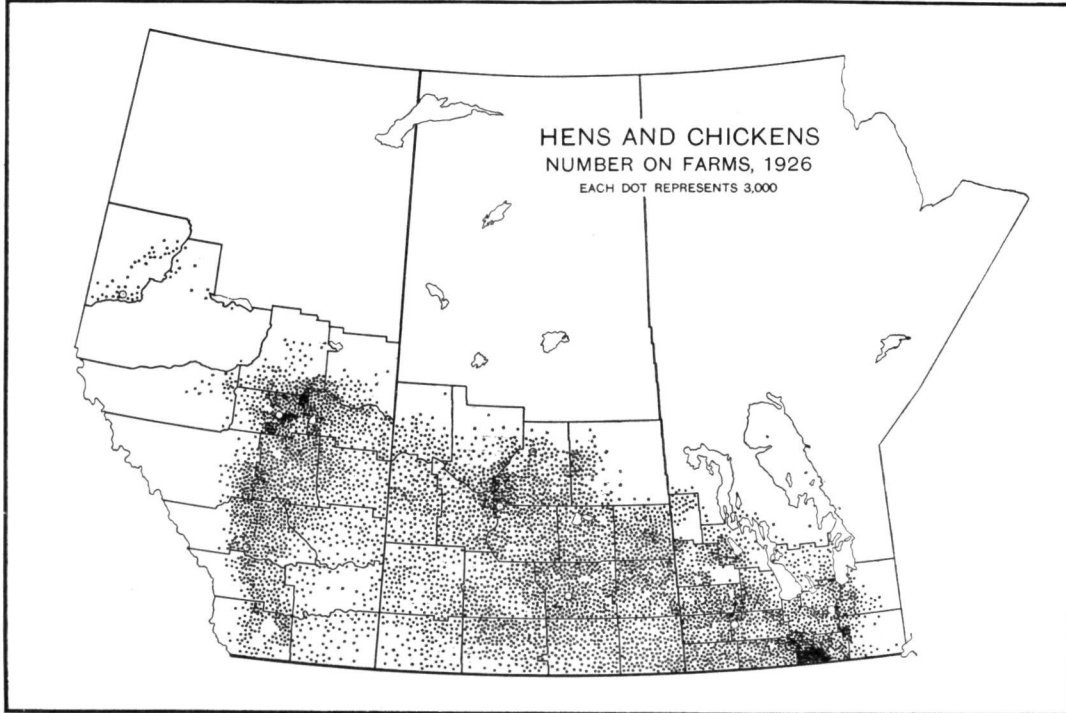 HENS AND CHICKENS
NUMBER ON FARMS, 1926
EACH DOT REPRESENTS 3,000